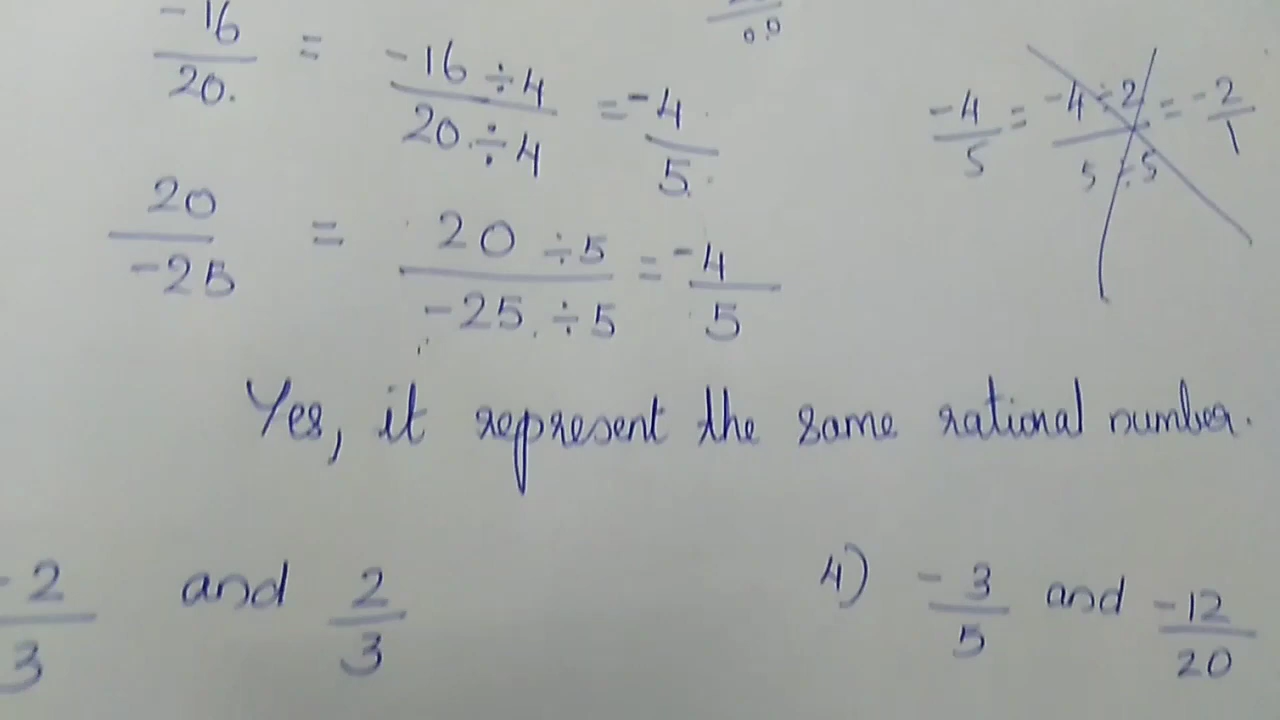 -16/20. = -16 ÷ 4/20 ÷ 4 = -4/5
20/-25 = 20 ÷ 5/-25 ÷ 5 = -4/5
-4/5 = -4 ÷ 2/5 ÷ 5 = -2/1
Yes, it represent the same rational number.
-2/3 and 2/3
4) -3/5 and -12/20